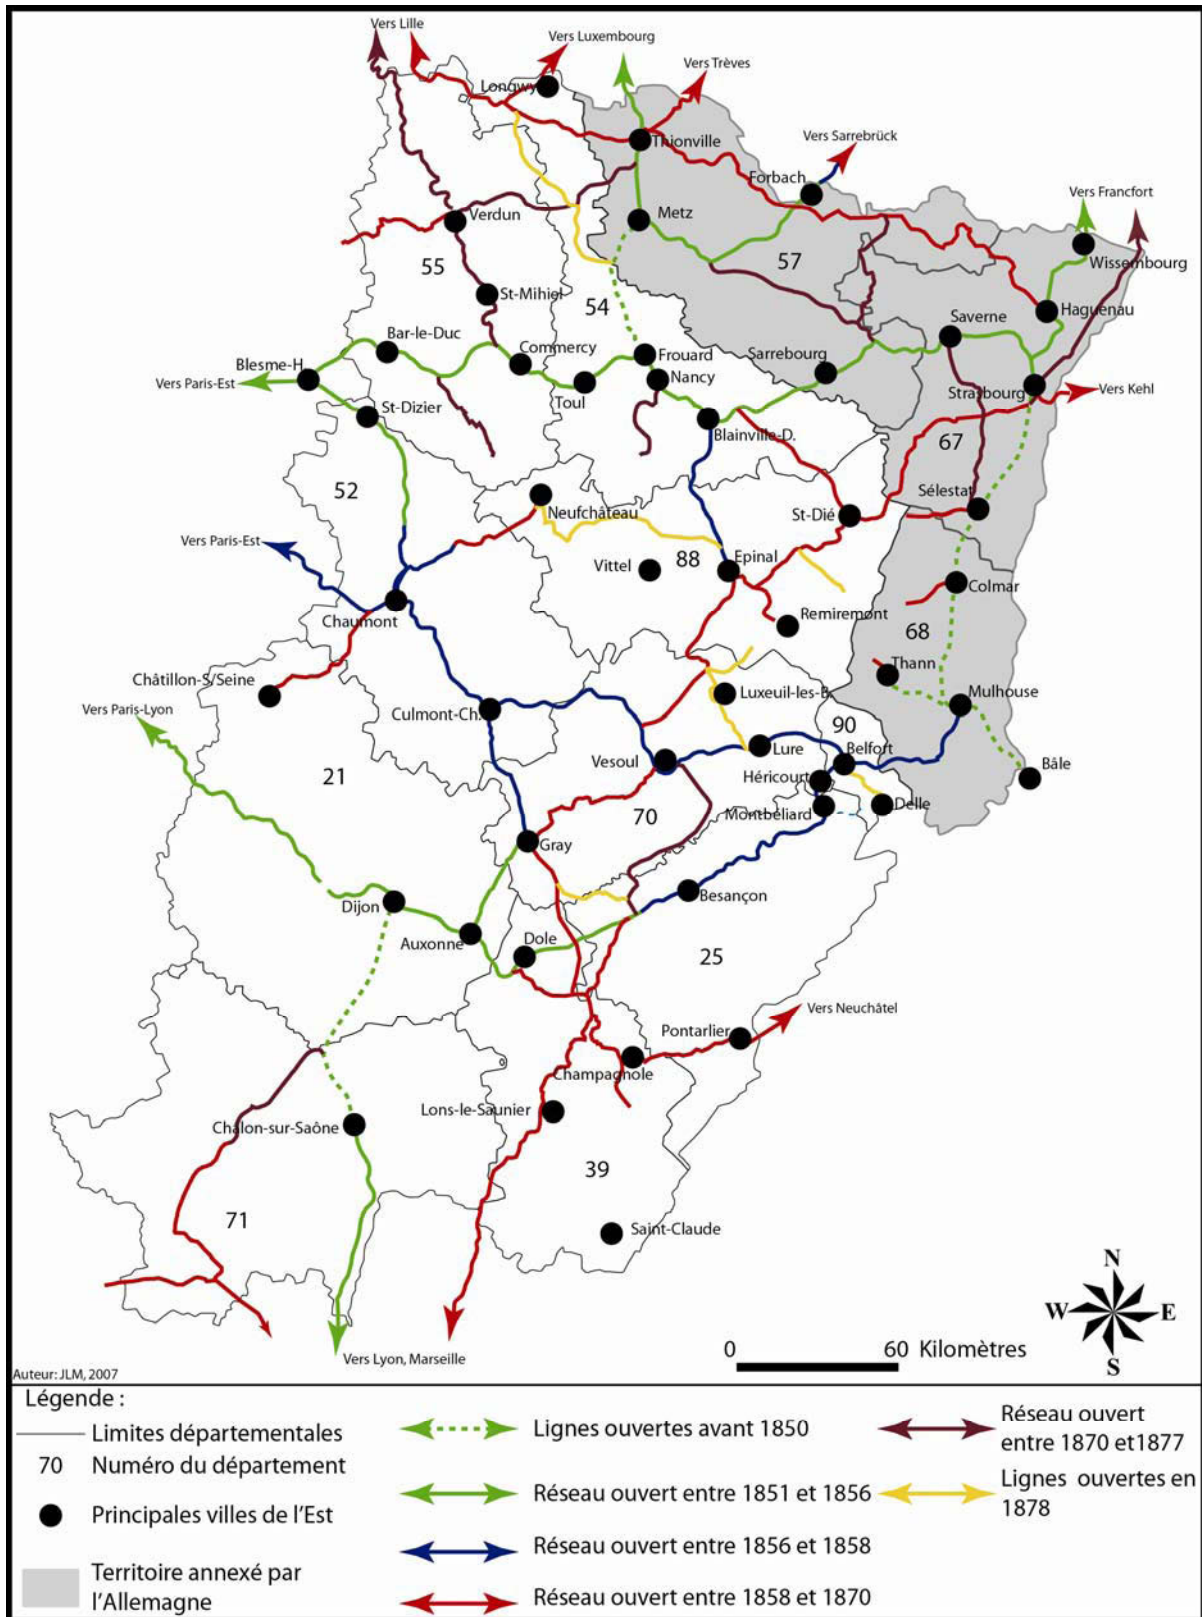 Vers Lille
Vers Luxembourg
Longwy
Vers Trèves
Thionville
Vers Sarrebrück
Forbach
Vers Francfort
Verdun
Metz
Wissembourg
55
57
St-Mihiel
54
Haguenau
Saverne
Bar-le-Duc
Commercy
Frouard
Sarrebourg
Blesme-H.
Nancy
Vers Paris-Est
Toul
Strasbourg
Vers Kehl
St-Dizier
Blainville-D.
67
52
Sélestat
Neufchâteau
St-Dié
Vers Paris-Est
88
Vittel
Epinal
Colmar
Chaumont
Remiremont
68
Thann
Châtillon-S/Seine
Luxeuil-les-B.
Mulhouse
Vers Paris-Lyon
Culmont-Ch.
90
Lure
Belfort
Vesoul
Bâle
21
Héricourt
70
Montbéliard
Delle
Gray
Besançon
Dijon
Auxonne
Dole
25
Vers Neuchâtel
Pontarlier
Champagnole
Lons-le-Saunier
Châlon-sur-Saône
39
71
Saint-Claude
N
W
E
S
0
60 Kilomètres
Vers Lyon, Marseille
Auteur: JLM, 2007
Légende :
Limites départementales
70 Numéro du département
Principales villes de l'Est
Territoire annexé par
l'Allemagne
Lignes ouvertes avant 1850
Réseau ouvert entre 1851 et 1856
Réseau ouvert entre 1856 et 1858
Réseau ouvert entre 1858 et 1870
Réseau ouvert
entre 1870 et1877
Lignes ouvertes en
1878